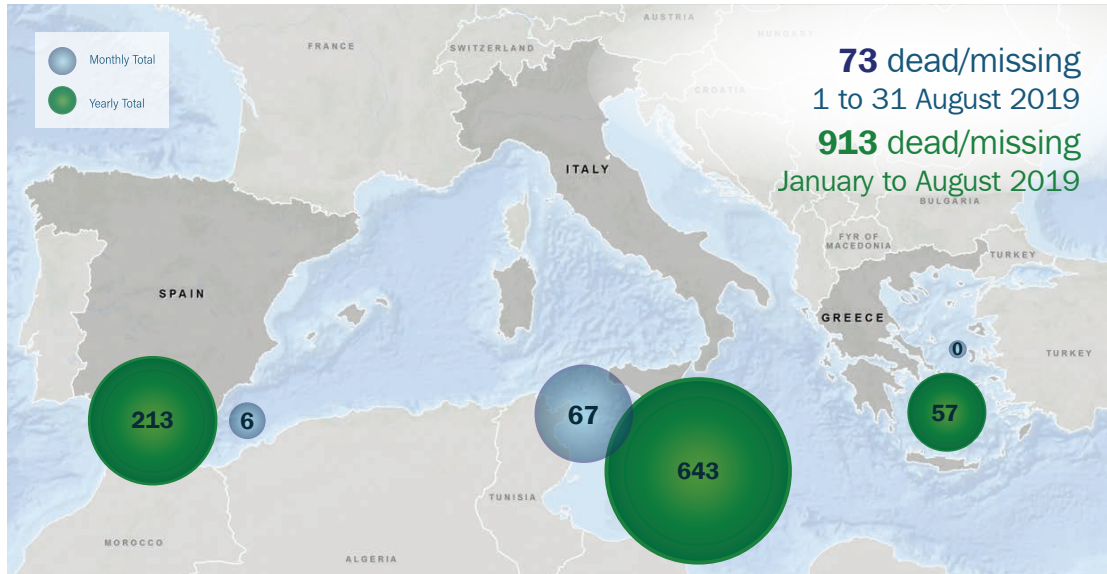 AUSTRIA
HUNGARY
FRANCE
SWITZERLAND
Monthly Total
Yearly Total
73 dead/missing
1 to 31 August 2019
CROATIA
913 dead/missing
January to August 2019
ITALY
BULGARIA
FYR OF
MACEDONIA
TURKEY
SPAIN
GREECE
0
TURKEY
213
6
67
57
643
TUNISIA
MOROCCO
ALGERIA